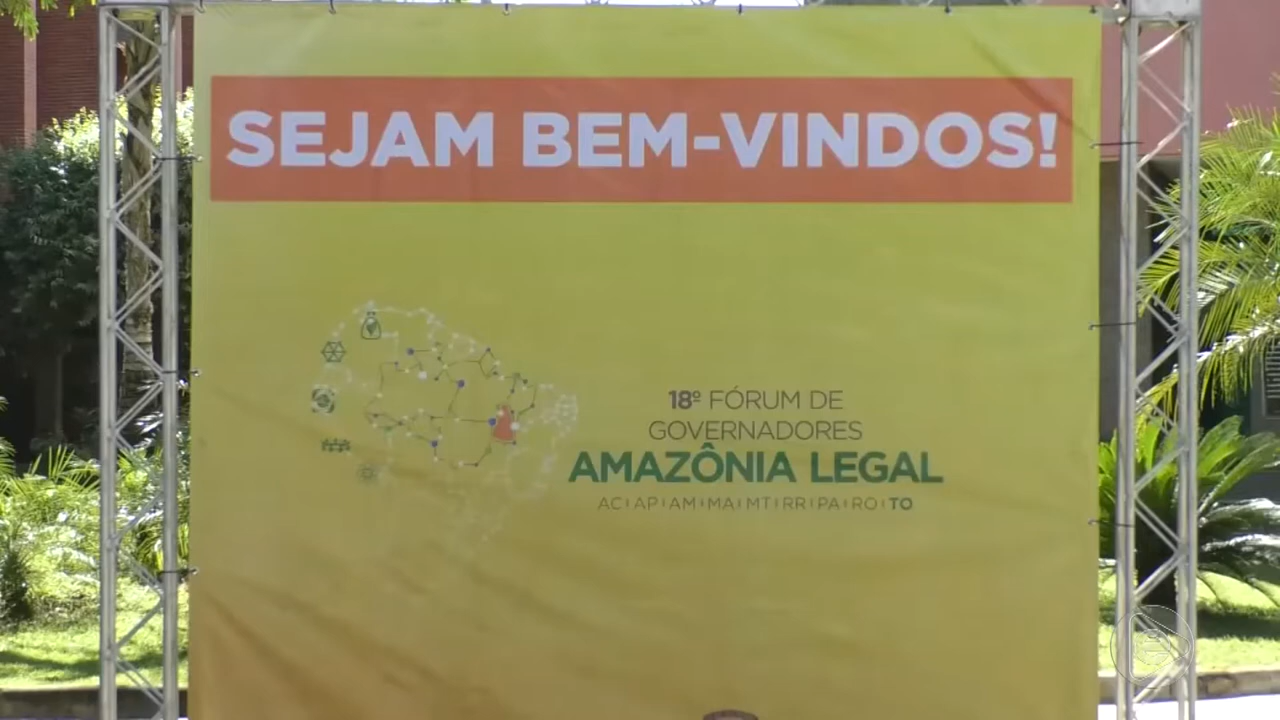 SEJAM BEM-VINDOS!
18º FÓRUM DE
GOVERNADORES
AMAZÔNIA LEGAL
AC|AP|AM|MA|MT|RR|PA|RO|TO